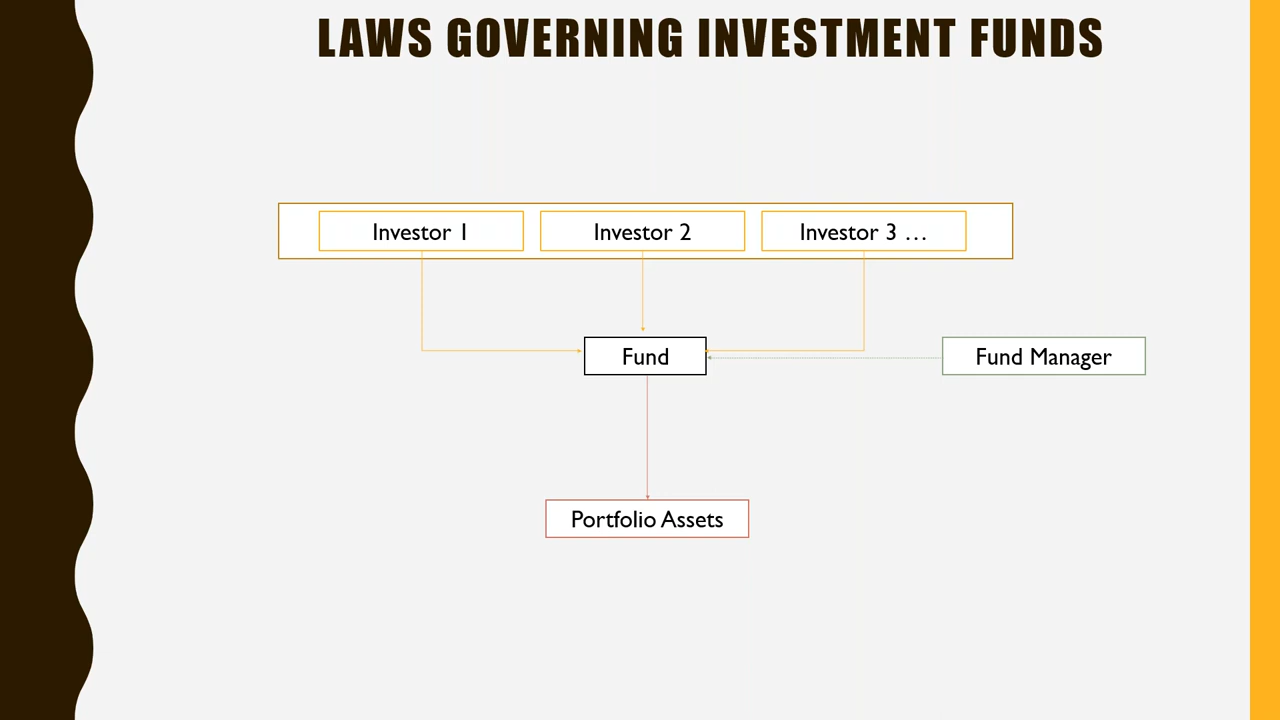 LAWS GOVERNING INVESTMENT FUNDS
Investor 1
Investor 2
Investor 3 …
Fund
Fund Manager
Portfolio Assets